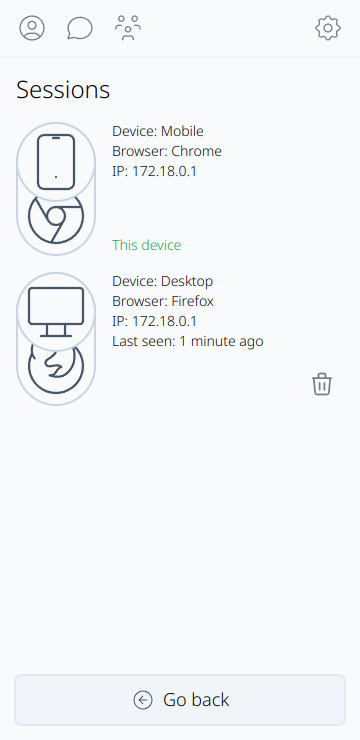 Sessions
Device: Mobile
Browser: Chrome
IP: 172.18.0.1
This device
Device: Desktop
Browser: Firefox
IP: 172.18.0.1
Last seen: 1 minute ago
Go back